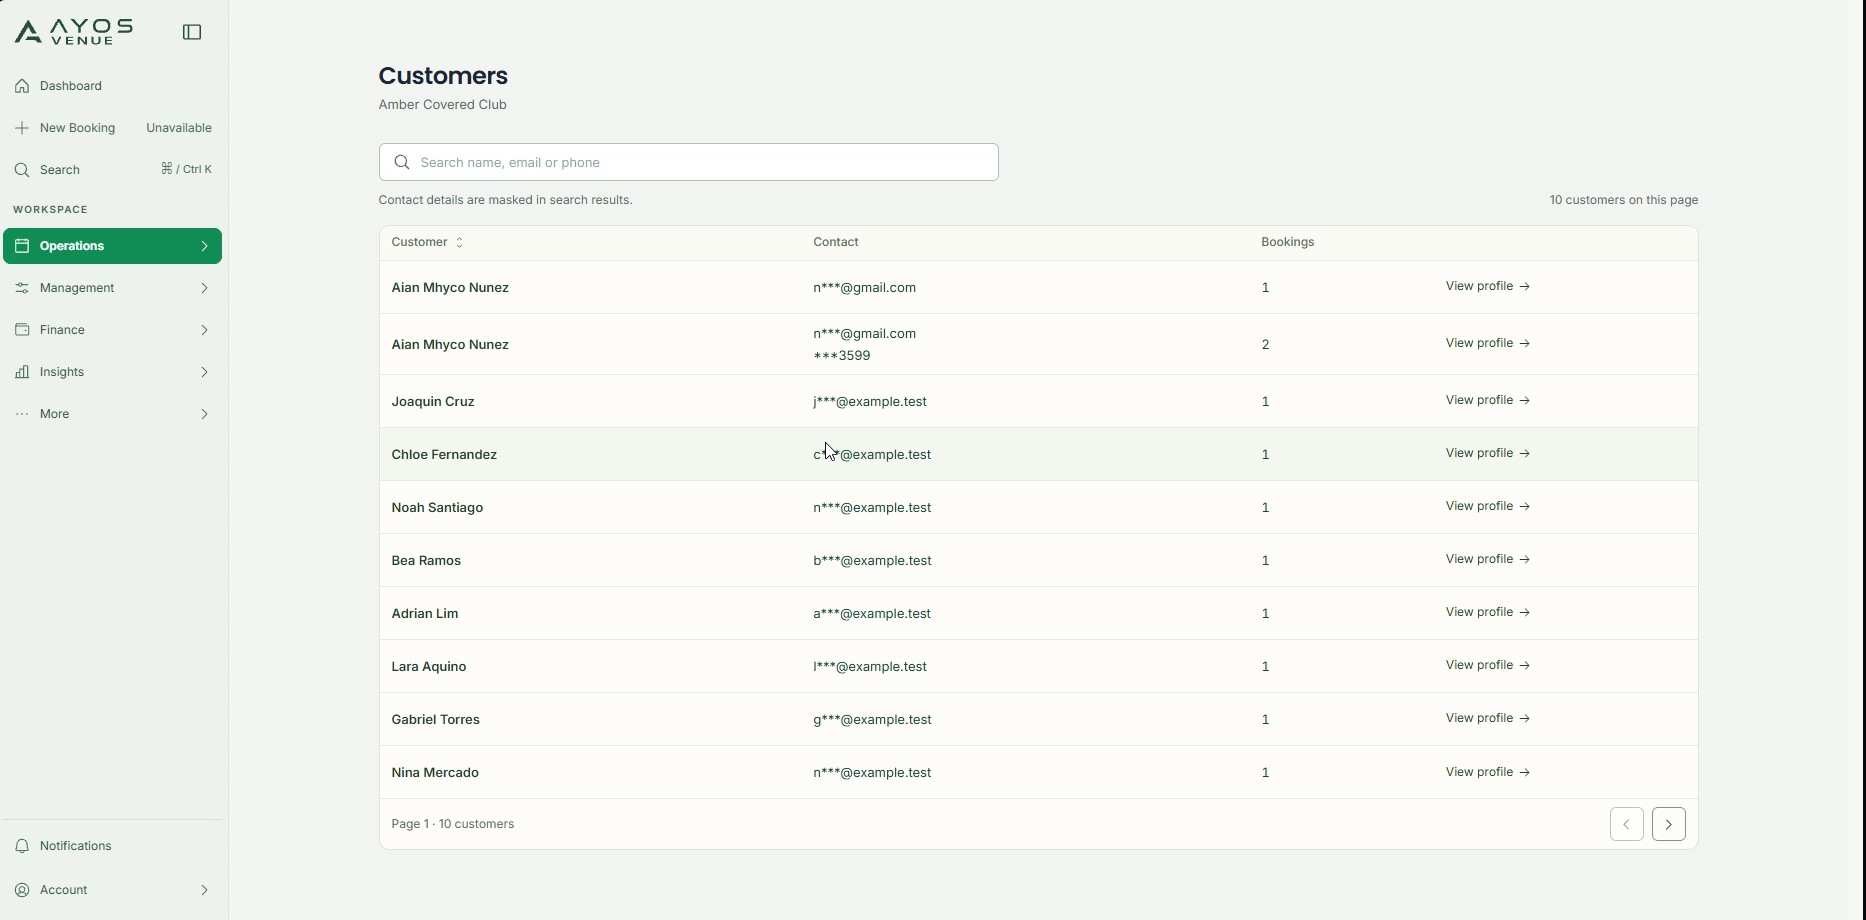 AYOS
VENUE
Dashboard
New Booking Unavailable
Search ⌘ / Ctrl K
WORKSPACE
Operations
Management
Finance
Insights
More
Notifications
Account
Customers
Amber Covered Club
Search name, email or phone
Contact details are masked in search results. 10 customers on this page
Customer Contact Bookings
Aian Mhyco Nunez n***@gmail.com 1 View profile →
Aian Mhyco Nunez n***@gmail.com 2 View profile →
***3599
Joaquin Cruz j***@example.test 1 View profile →
Chloe Fernandez c***@example.test 1 View profile →
Noah Santiago n***@example.test 1 View profile →
Bea Ramos b***@example.test 1 View profile →
Adrian Lim a***@example.test 1 View profile →
Lara Aquino l***@example.test 1 View profile →
Gabriel Torres g***@example.test 1 View profile →
Nina Mercado n***@example.test 1 View profile →
Page 1 · 10 customers